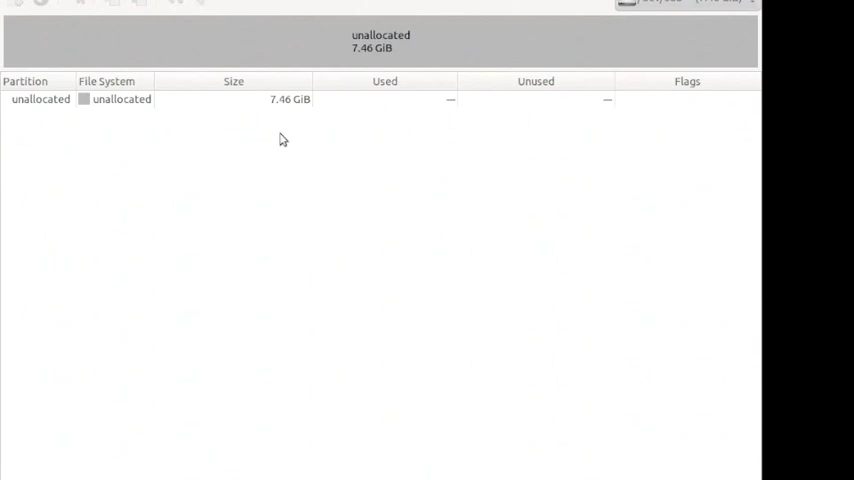 unallocated
7.46 GiB
Partition File System Size Used Unused Flags
unallocated unallocated 7.46 GiB — —